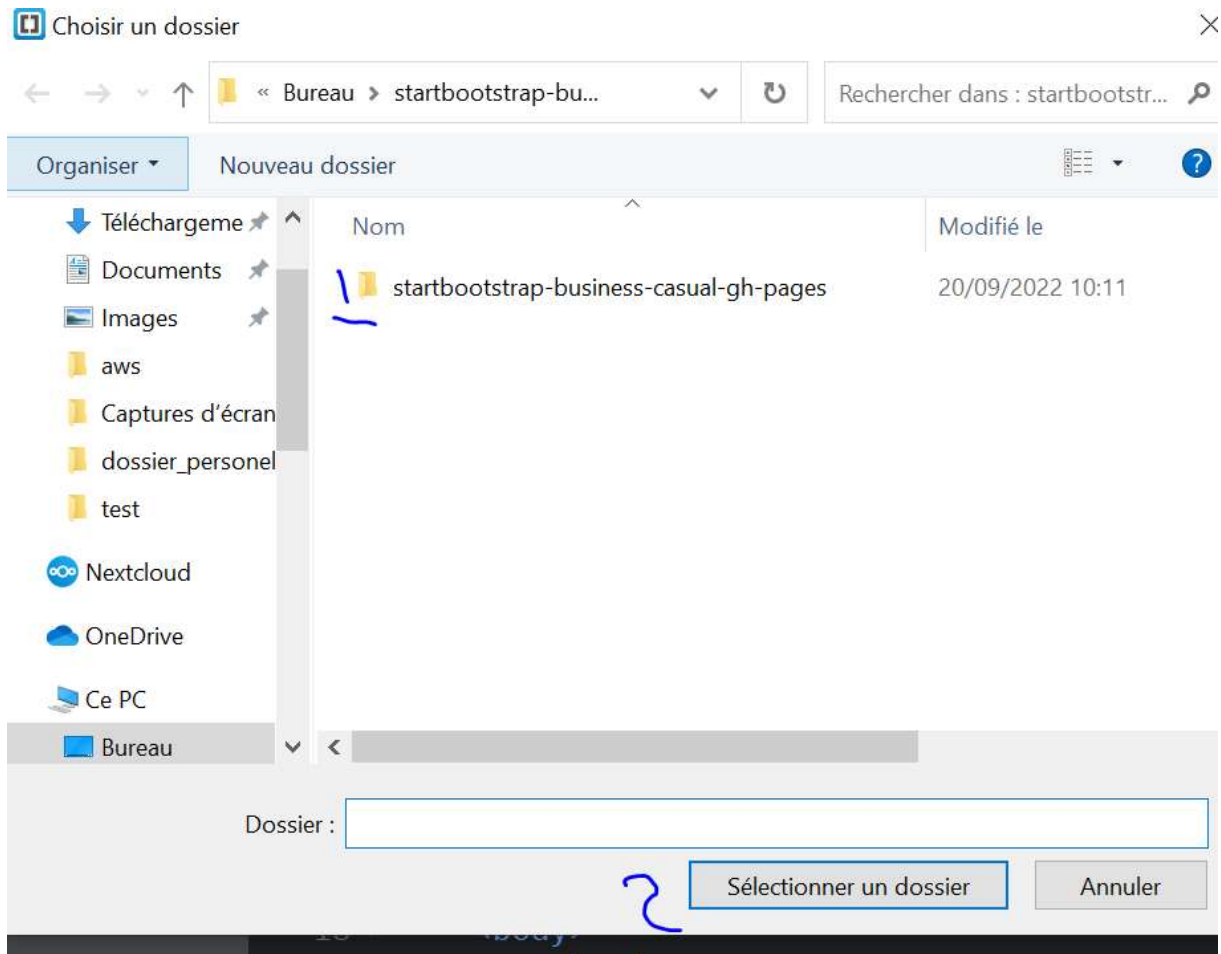 Choisir un dossier
« Bureau > startbootstrap-bu...
Rechercher dans : startbootstr...
Organiser
Nouveau dossier
Téléchargeme
Documents
Images
aws
Captures d'écran
dossier_personel
test
Nextcloud
OneDrive
Ce PC
Bureau
Nom
Modifié le
1
startbootstrap-business-casual-gh-pages
20/09/2022 10:11
Dossier :
2
Sélectionner un dossier
Annuler